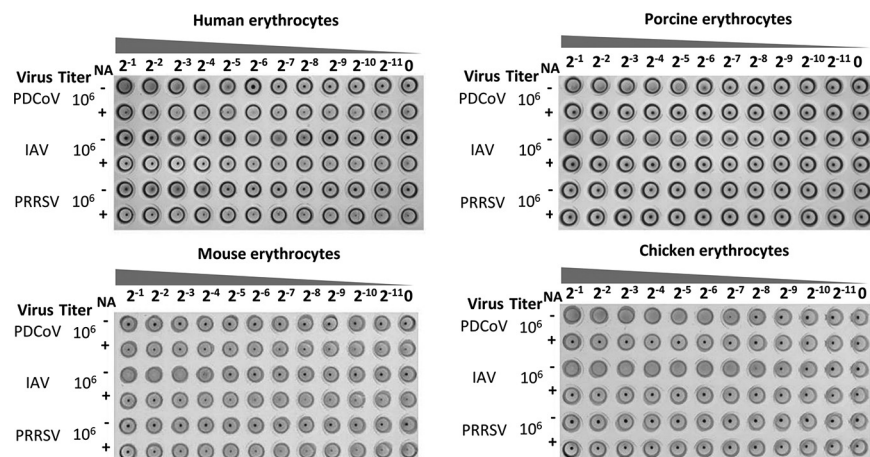 Human erythrocytes
Virus Titer NA 2⁻¹ 2⁻² 2⁻³ 2⁻⁴ 2⁻⁵ 2⁻⁶ 2⁻⁷ 2⁻⁸ 2⁻⁹ 2⁻¹⁰ 2⁻¹¹ 0
PDCoV 10⁶ -
+
IAV 10⁶ -
+
PRRSV 10⁶ -
+
Porcine erythrocytes
Virus Titer NA 2⁻¹ 2⁻² 2⁻³ 2⁻⁴ 2⁻⁵ 2⁻⁶ 2⁻⁷ 2⁻⁸ 2⁻⁹ 2⁻¹⁰ 2⁻¹¹ 0
PDCoV 10⁶ -
+
IAV 10⁶ -
+
PRRSV 10⁶ -
+
Mouse erythrocytes
Virus Titer NA 2⁻¹ 2⁻² 2⁻³ 2⁻⁴ 2⁻⁵ 2⁻⁶ 2⁻⁷ 2⁻⁸ 2⁻⁹ 2⁻¹⁰ 2⁻¹¹ 0
PDCoV 10⁶ -
+
IAV 10⁶ -
+
PRRSV 10⁶ -
+
Chicken erythrocytes
Virus Titer NA 2⁻¹ 2⁻² 2⁻³ 2⁻⁴ 2⁻⁵ 2⁻⁶ 2⁻⁷ 2⁻⁸ 2⁻⁹ 2⁻¹⁰ 2⁻¹¹ 0
PDCoV 10⁶ -
+
IAV 10⁶ -
+
PRRSV 10⁶ -
+